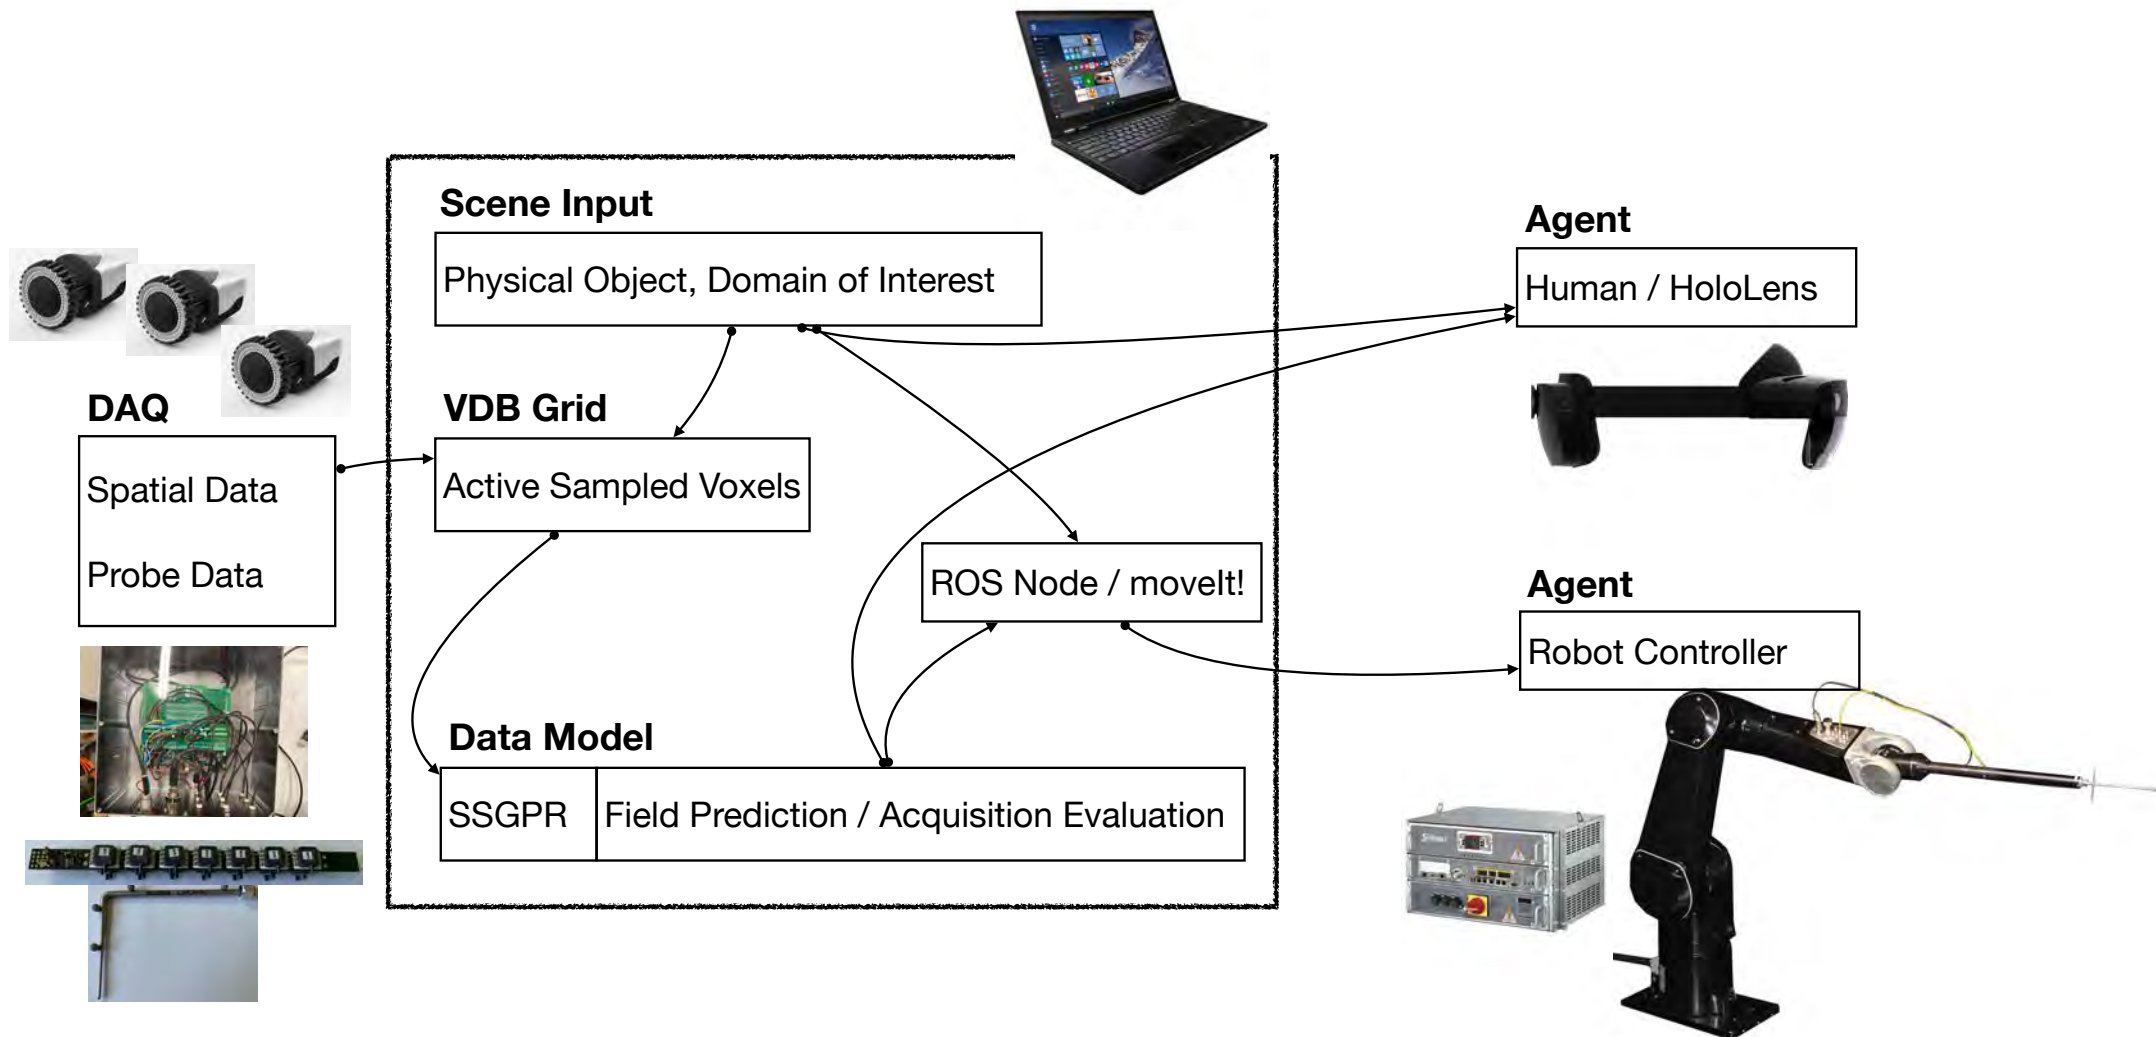 Scene Input
Physical Object, Domain of Interest
Agent
Human / HoloLens
DAQ
Spatial Data
Probe Data
VDB Grid
Active Sampled Voxels
ROS Node / moveIt!
Agent
Robot Controller
Data Model
SSGPR
Field Prediction / Acquisition Evaluation